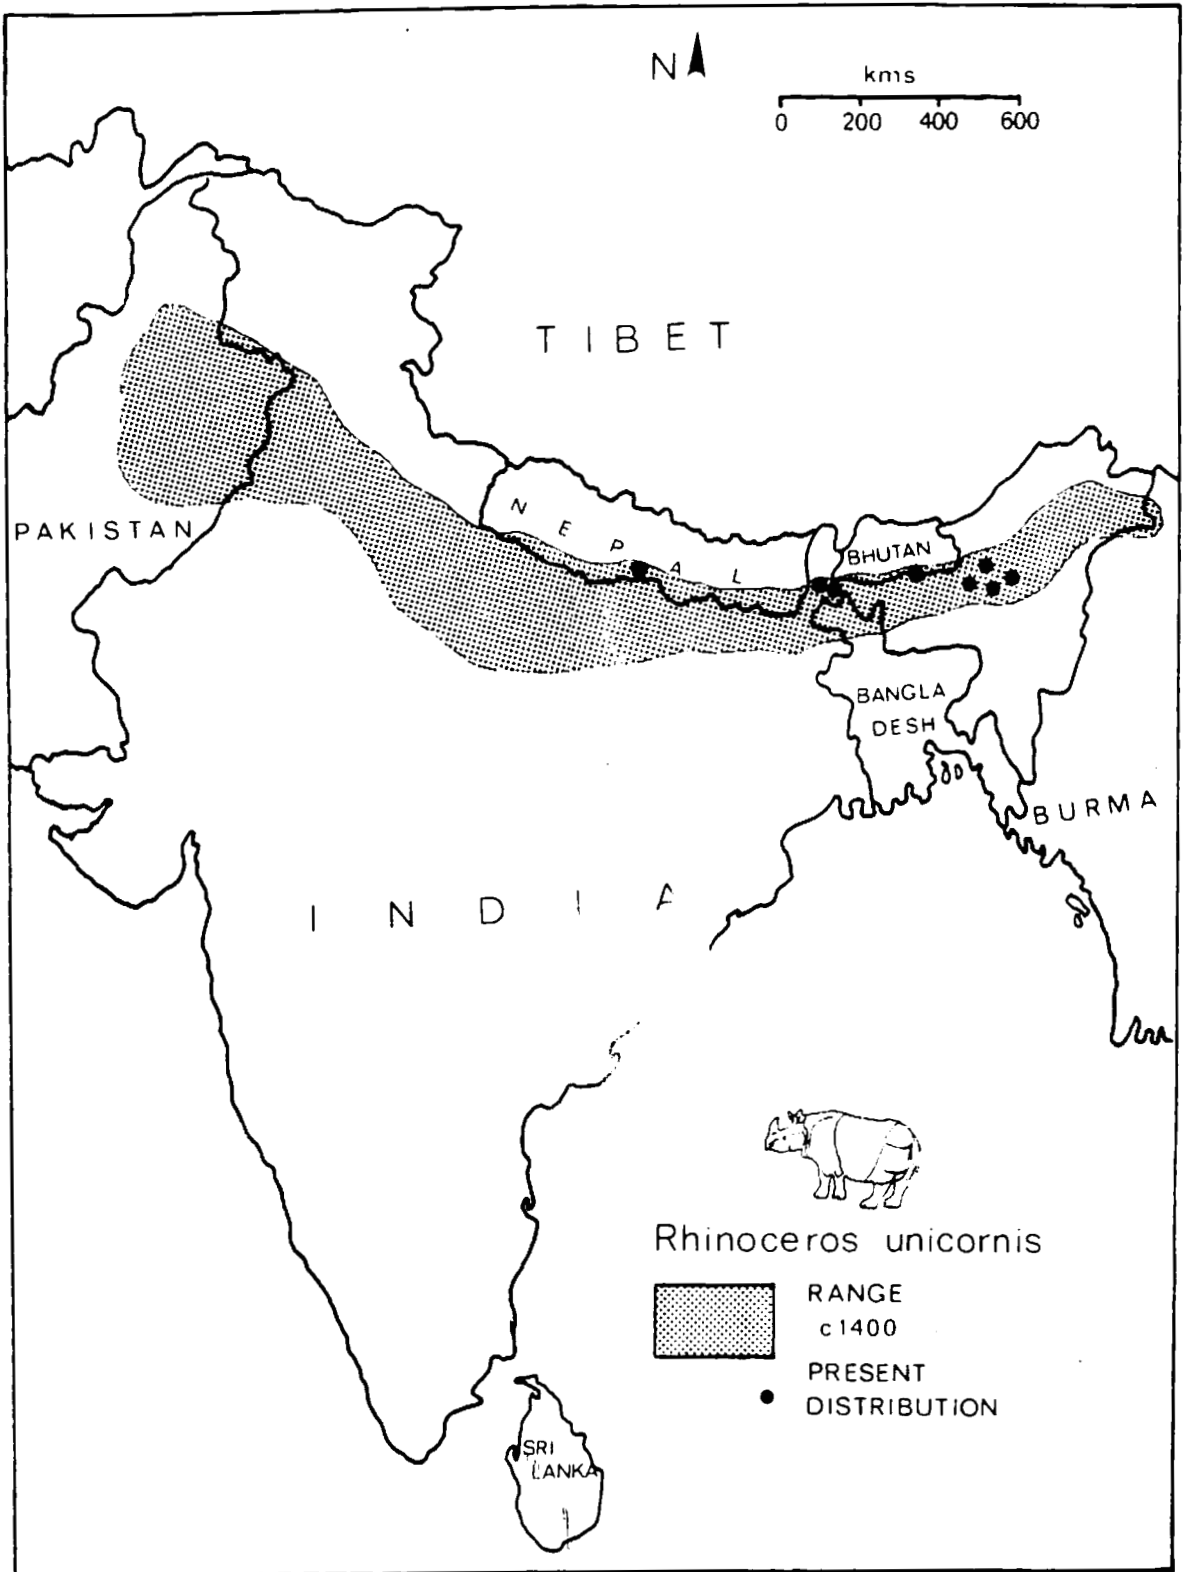 N
kms
0 200 400 600
TIBET
PAKISTAN
NEPAL
BHUTAN
BANGLA
DESH
BURMA
INDIA
Rhinoceros unicornis
RANGE
c1400
PRESENT
DISTRIBUTION
SRI
LANKA